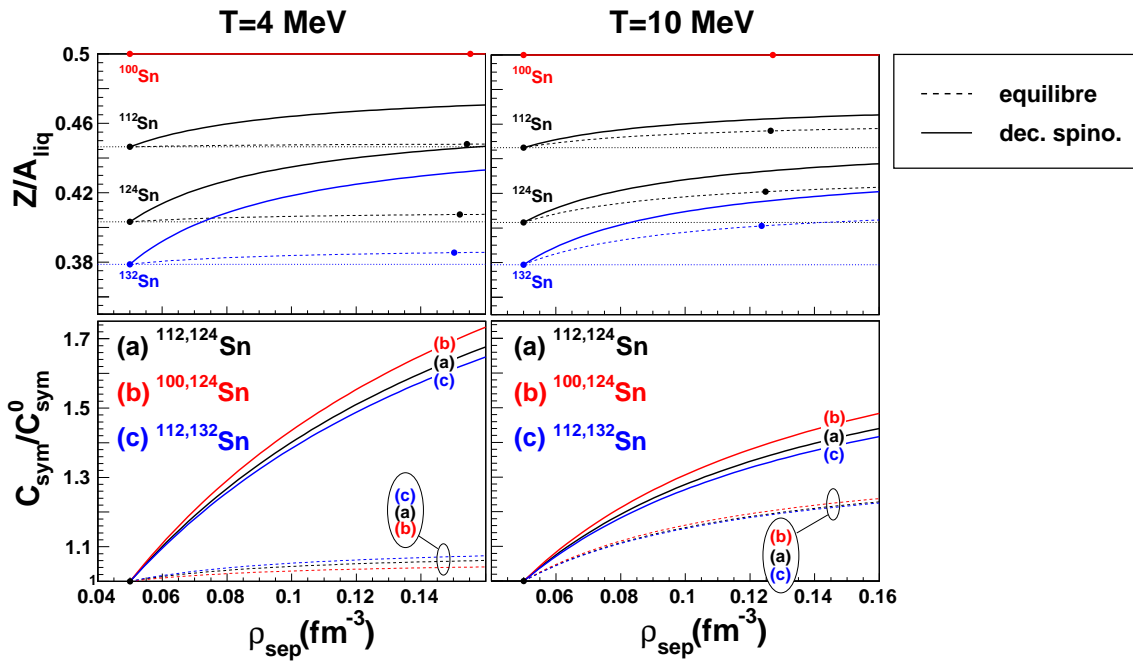 T=4 MeV
T=10 MeV
Z/A_liq
0.5
0.46
0.42
0.38
¹⁰⁰Sn
¹¹²Sn
¹²⁴Sn
¹³²Sn
¹⁰⁰Sn
¹¹²Sn
¹²⁴Sn
¹³²Sn
equilibre
dec. spino.
C_sym/C⁰_sym
1.7
1.5
1.3
1.1
1
(a) ¹¹²,¹²⁴Sn
(b) ¹⁰⁰,¹²⁴Sn
(c) ¹¹²,¹³²Sn
(b)
(a)
(c)
(c)
(a)
(b)
(a) ¹¹²,¹²⁴Sn
(b) ¹⁰⁰,¹²⁴Sn
(c) ¹¹²,¹³²Sn
(b)
(a)
(c)
(b)
(a)
(c)
0.04 0.06 0.08 0.1 0.12 0.14
0.06 0.08 0.1 0.12 0.14 0.16
ρ_sep(fm⁻³)
ρ_sep(fm⁻³)